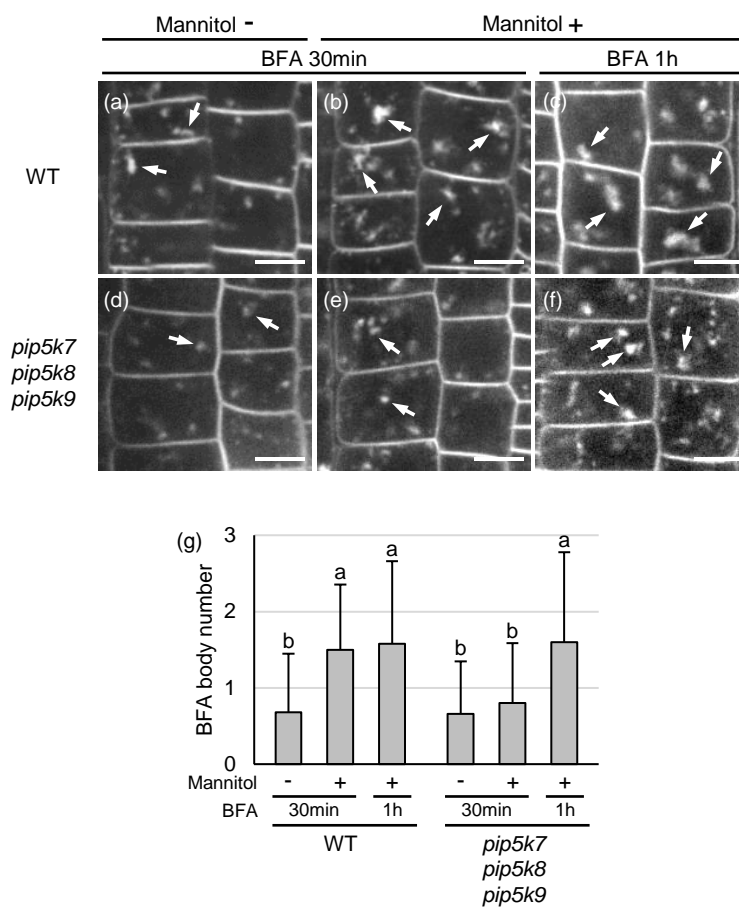 Mannitol - Mannitol +
BFA 30min BFA 1h
(a) (b) (c)
WT
(d) (e) (f)
pip5k7
pip5k8
pip5k9
(g)
BFA body number
3
2
1
0
b a a b b a
Mannitol - + + - + +
BFA 30min 1h 30min 1h
WT pip5k7
pip5k8
pip5k9